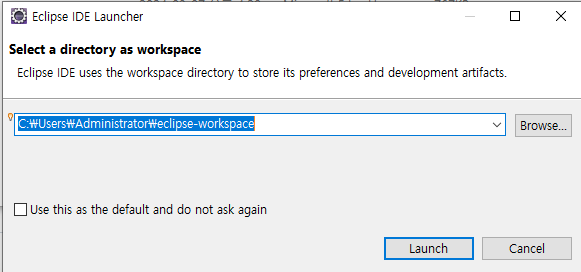 Eclipse IDE Launcher
Select a directory as workspace
Eclipse IDE uses the workspace directory to store its preferences and development artifacts.
C:₩Users₩Administrator₩eclipse-workspace
Browse...
Use this as the default and do not ask again
Launch
Cancel